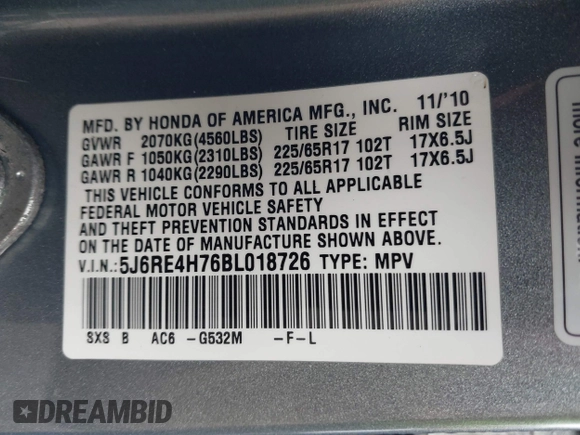 MFD. BY HONDA OF AMERICA MFG., INC. 11/'10
GVWR 2070KG(4560LBS) TIRE SIZE RIM SIZE
GAWR F 1050KG(2310LBS) 225/65R17 102T 17X6.5J
GAWR R 1040KG(2290LBS) 225/65R17 102T 17X6.5J
THIS VEHICLE CONFORMS TO ALL APPLICABLE
FEDERAL MOTOR VEHICLE SAFETY
AND THEFT PREVENTION STANDARDS IN EFFECT
ON THE DATE OF MANUFACTURE SHOWN ABOVE.
V.I.N.: 5J6RE4H76BL018726 TYPE: MPV
SXS B AC6 -G532M -F-L
DREAMBID